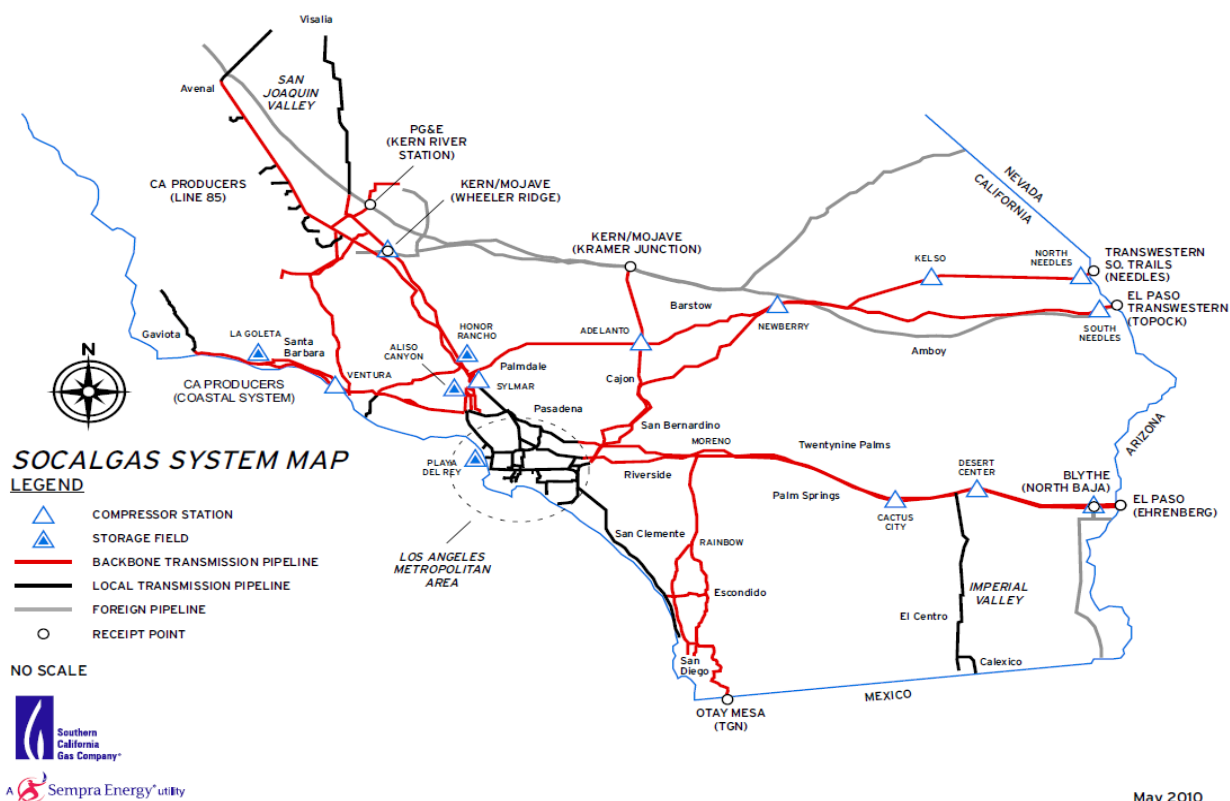 Visalia
Avenal
SAN
JOAQUIN
VALLEY
PG&E
(KERN RIVER
STATION)
CA PRODUCERS
(LINE 85)
KERN/MOJAVE
(WHEELER RIDGE)
KERN/MOJAVE
(KRAMER JUNCTION)
NEVADA
CALIFORNIA
KELSO
NORTH
NEEDLES
TRANSWESTERN
SO. TRAILS
(NEEDLES)
EL PASO
TRANSWESTERN
(TOPOCK)
Barstow
NEWBERRY
SOUTH
NEEDLES
Amboy
ADELANTO
Gaviota
LA GOLETA
Santa
Barbara
HONOR
RANCHO
ALISO
CANYON
Palmdale
SYLMAR
Cajon
VENTURA
CA PRODUCERS
(COASTAL SYSTEM)
N
Pasadena
San Bernardino
MORENO
Twentynine Palms
ARIZONA
PLAYA
DEL REY
Riverside
Palm Springs
DESERT
CENTER
BLYTHE
(NORTH BAJA)
EL PASO
(EHRENBERG)
CACTUS
CITY
San Clemente
RAINBOW
LOS ANGELES
METROPOLITAN
AREA
Escondido
IMPERIAL
VALLEY
El Centro
San
Diego
Calexico
MEXICO
OTAY MESA
(TGN)
SOCALGAS SYSTEM MAP
LEGEND
COMPRESSOR STATION
STORAGE FIELD
BACKBONE TRANSMISSION PIPELINE
LOCAL TRANSMISSION PIPELINE
FOREIGN PIPELINE
RECEIPT POINT
NO SCALE
Southern
California
Gas Company®
A Sempra Energy® utility
May 2010